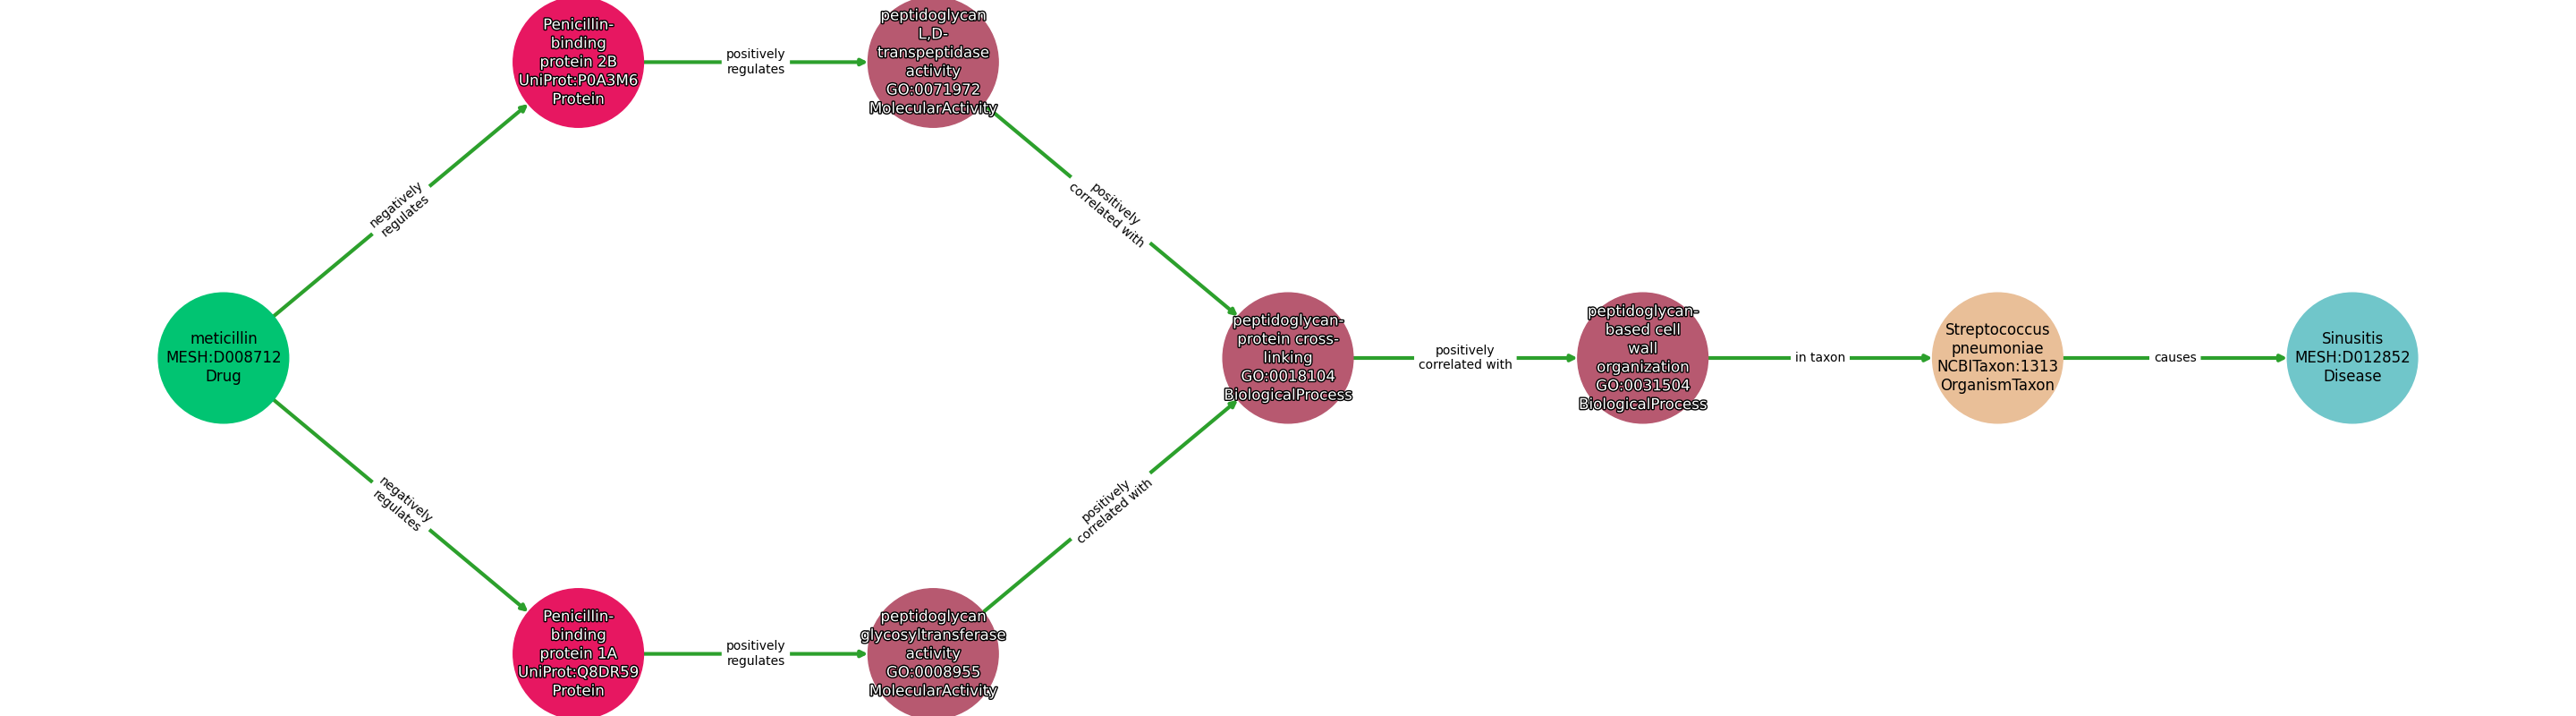 Penicillin-
binding
protein 2B
UniProt:P0A3M6
Protein
positively
regulates
peptidoglycan
L,D-
transpeptidase
activity
GO:0071972
MolecularActivity
negatively
regulates
positively
correlated with
meticillin
MESH:D008712
Drug
peptidoglycan-
protein cross-
linking
GO:0018104
BiologicalProcess
positively
correlated with
peptidoglycan-
based cell
wall
organization
GO:0031504
BiologicalProcess
in taxon
Streptococcus
pneumoniae
NCBITaxon:1313
OrganismTaxon
causes
Sinusitis
MESH:D012852
Disease
negatively
regulates
positively
correlated with
Penicillin-
binding
protein 1A
UniProt:Q8DR59
Protein
positively
regulates
peptidoglycan
glycosyltransferase
activity
GO:0008955
MolecularActivity